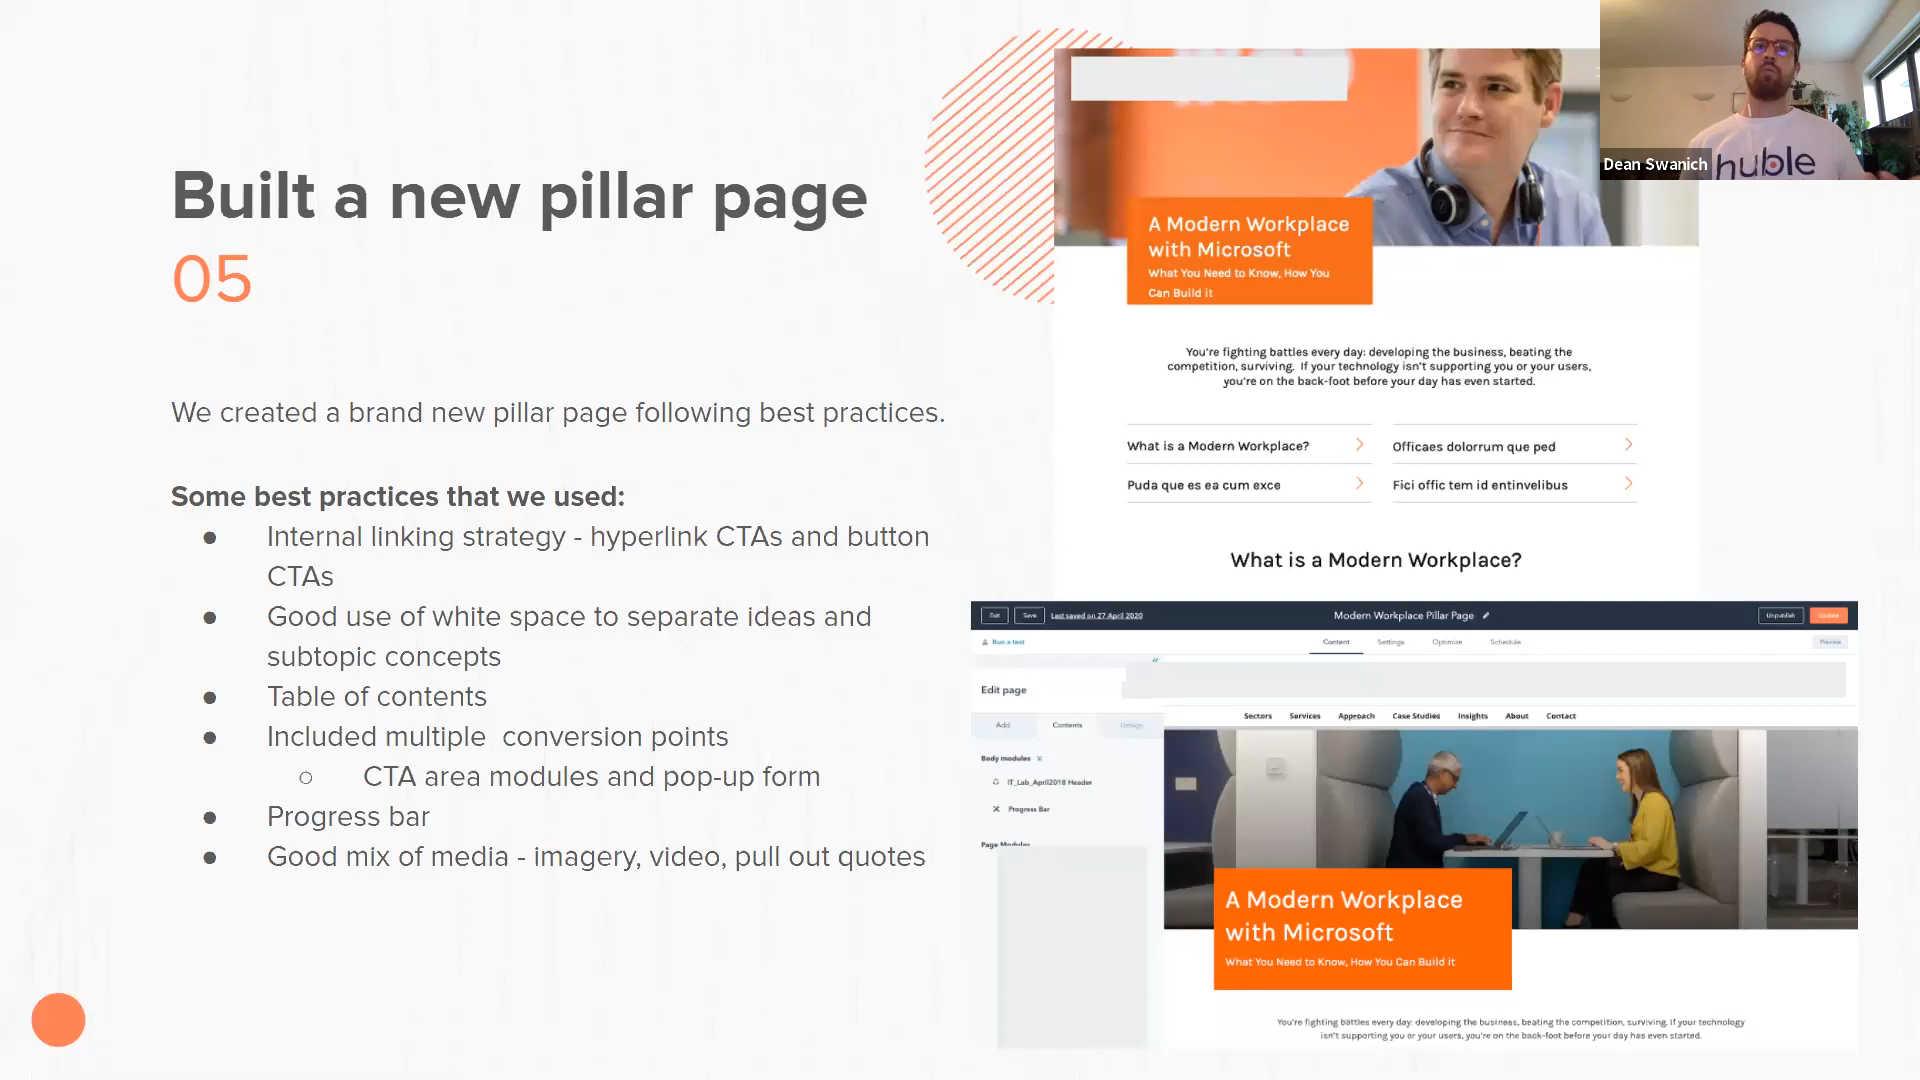 Built a new pillar page
05
We created a brand new pillar page following best practices.
Some best practices that we used:
● Internal linking strategy - hyperlink CTAs and button
CTAs
● Good use of white space to separate ideas and
subtopic concepts
● Table of contents
● Included multiple  conversion points
○ CTA area modules and pop-up form
● Progress bar
● Good mix of media - imagery, video, pull out quotes
A Modern Workplace
with Microsoft
What You Need to Know, How You
Can Build it
You're fighting battles every day: developing the business, beating the
competition, surviving.  If your technology isn't supporting you or your users,
you're on the back-foot before your day has even started.
What is a Modern Workplace?
Officaes dolorrum que ped
Puda que es ea cum exce
Fici offic tem id entinvelibus
What is a Modern Workplace?
Dean Swanich
huble
Exit Save Last saved on 27 April 2020 Modern Workplace Pillar Page Unpublish Update
Run a test Content Settings Optimize Schedule Preview
Edit page
Add Contents Design
Sectors Services Approach Case Studies Insights About Contact
Body modules
IT_Lab_April2018 Header
Progress Bar
Page Modules
A Modern Workplace
with Microsoft
What You Need to Know, How You Can Build it
You're fighting battles every day: developing the business, beating the competition, surviving. If your technology
isn't supporting you or your users, you're on the back-foot before your day has even started.